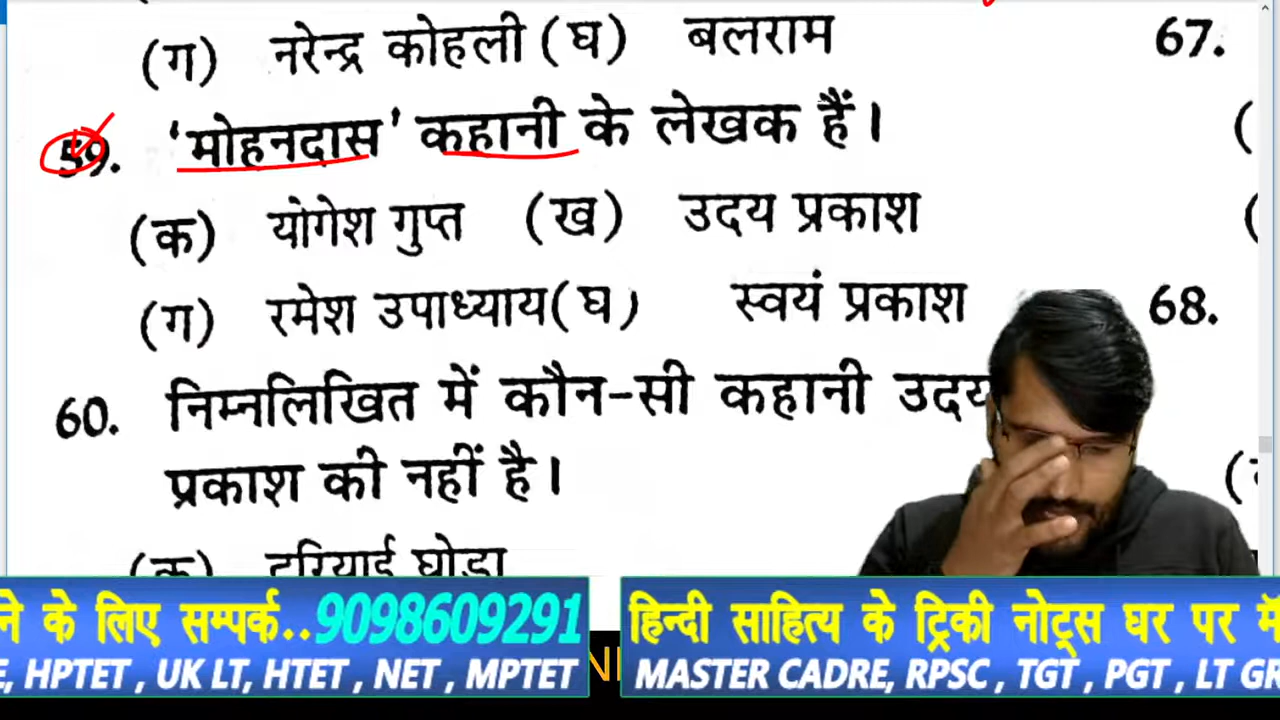 (ग) नरेन्द्र कोहली (घ) बलराम
67.
59. 'मोहनदास' कहानी के लेखक हैं।
(
(क) योगेश गुप्त (ख) उदय प्रकाश
(
(ग) रमेश उपाध्याय (घ) स्वयं प्रकाश
68.
60. निम्नलिखित में कौन-सी कहानी उदय
प्रकाश की नहीं है।
(क) दरियाई घोड़ा
ने के लिए सम्पर्क..9098609291
E, HPTET , UK LT, HTET , NET , MPTET
हिन्दी साहित्य के ट्रिकी नोट्स घर पर
MASTER CADRE, RPSC , TGT , PGT , LT GR